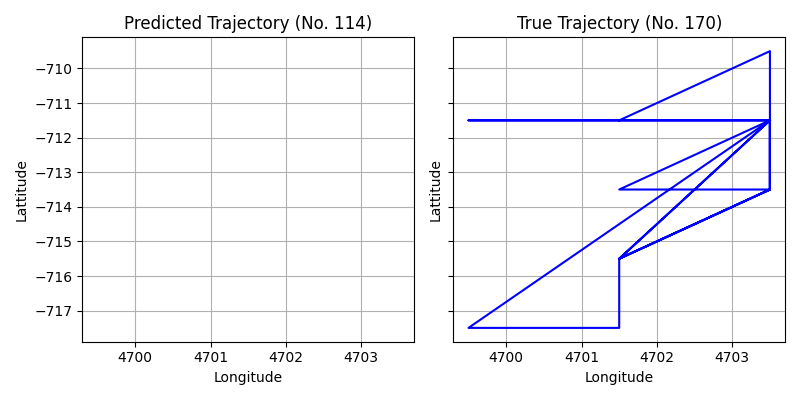 Predicted Trajectory (No. 114)
True Trajectory (No. 170)
−710
−711
−712
−713
−714
−715
−716
−717
Lattitude
Lattitude
4700
4701
4702
4703
4700
4701
4702
4703
Longitude
Longitude